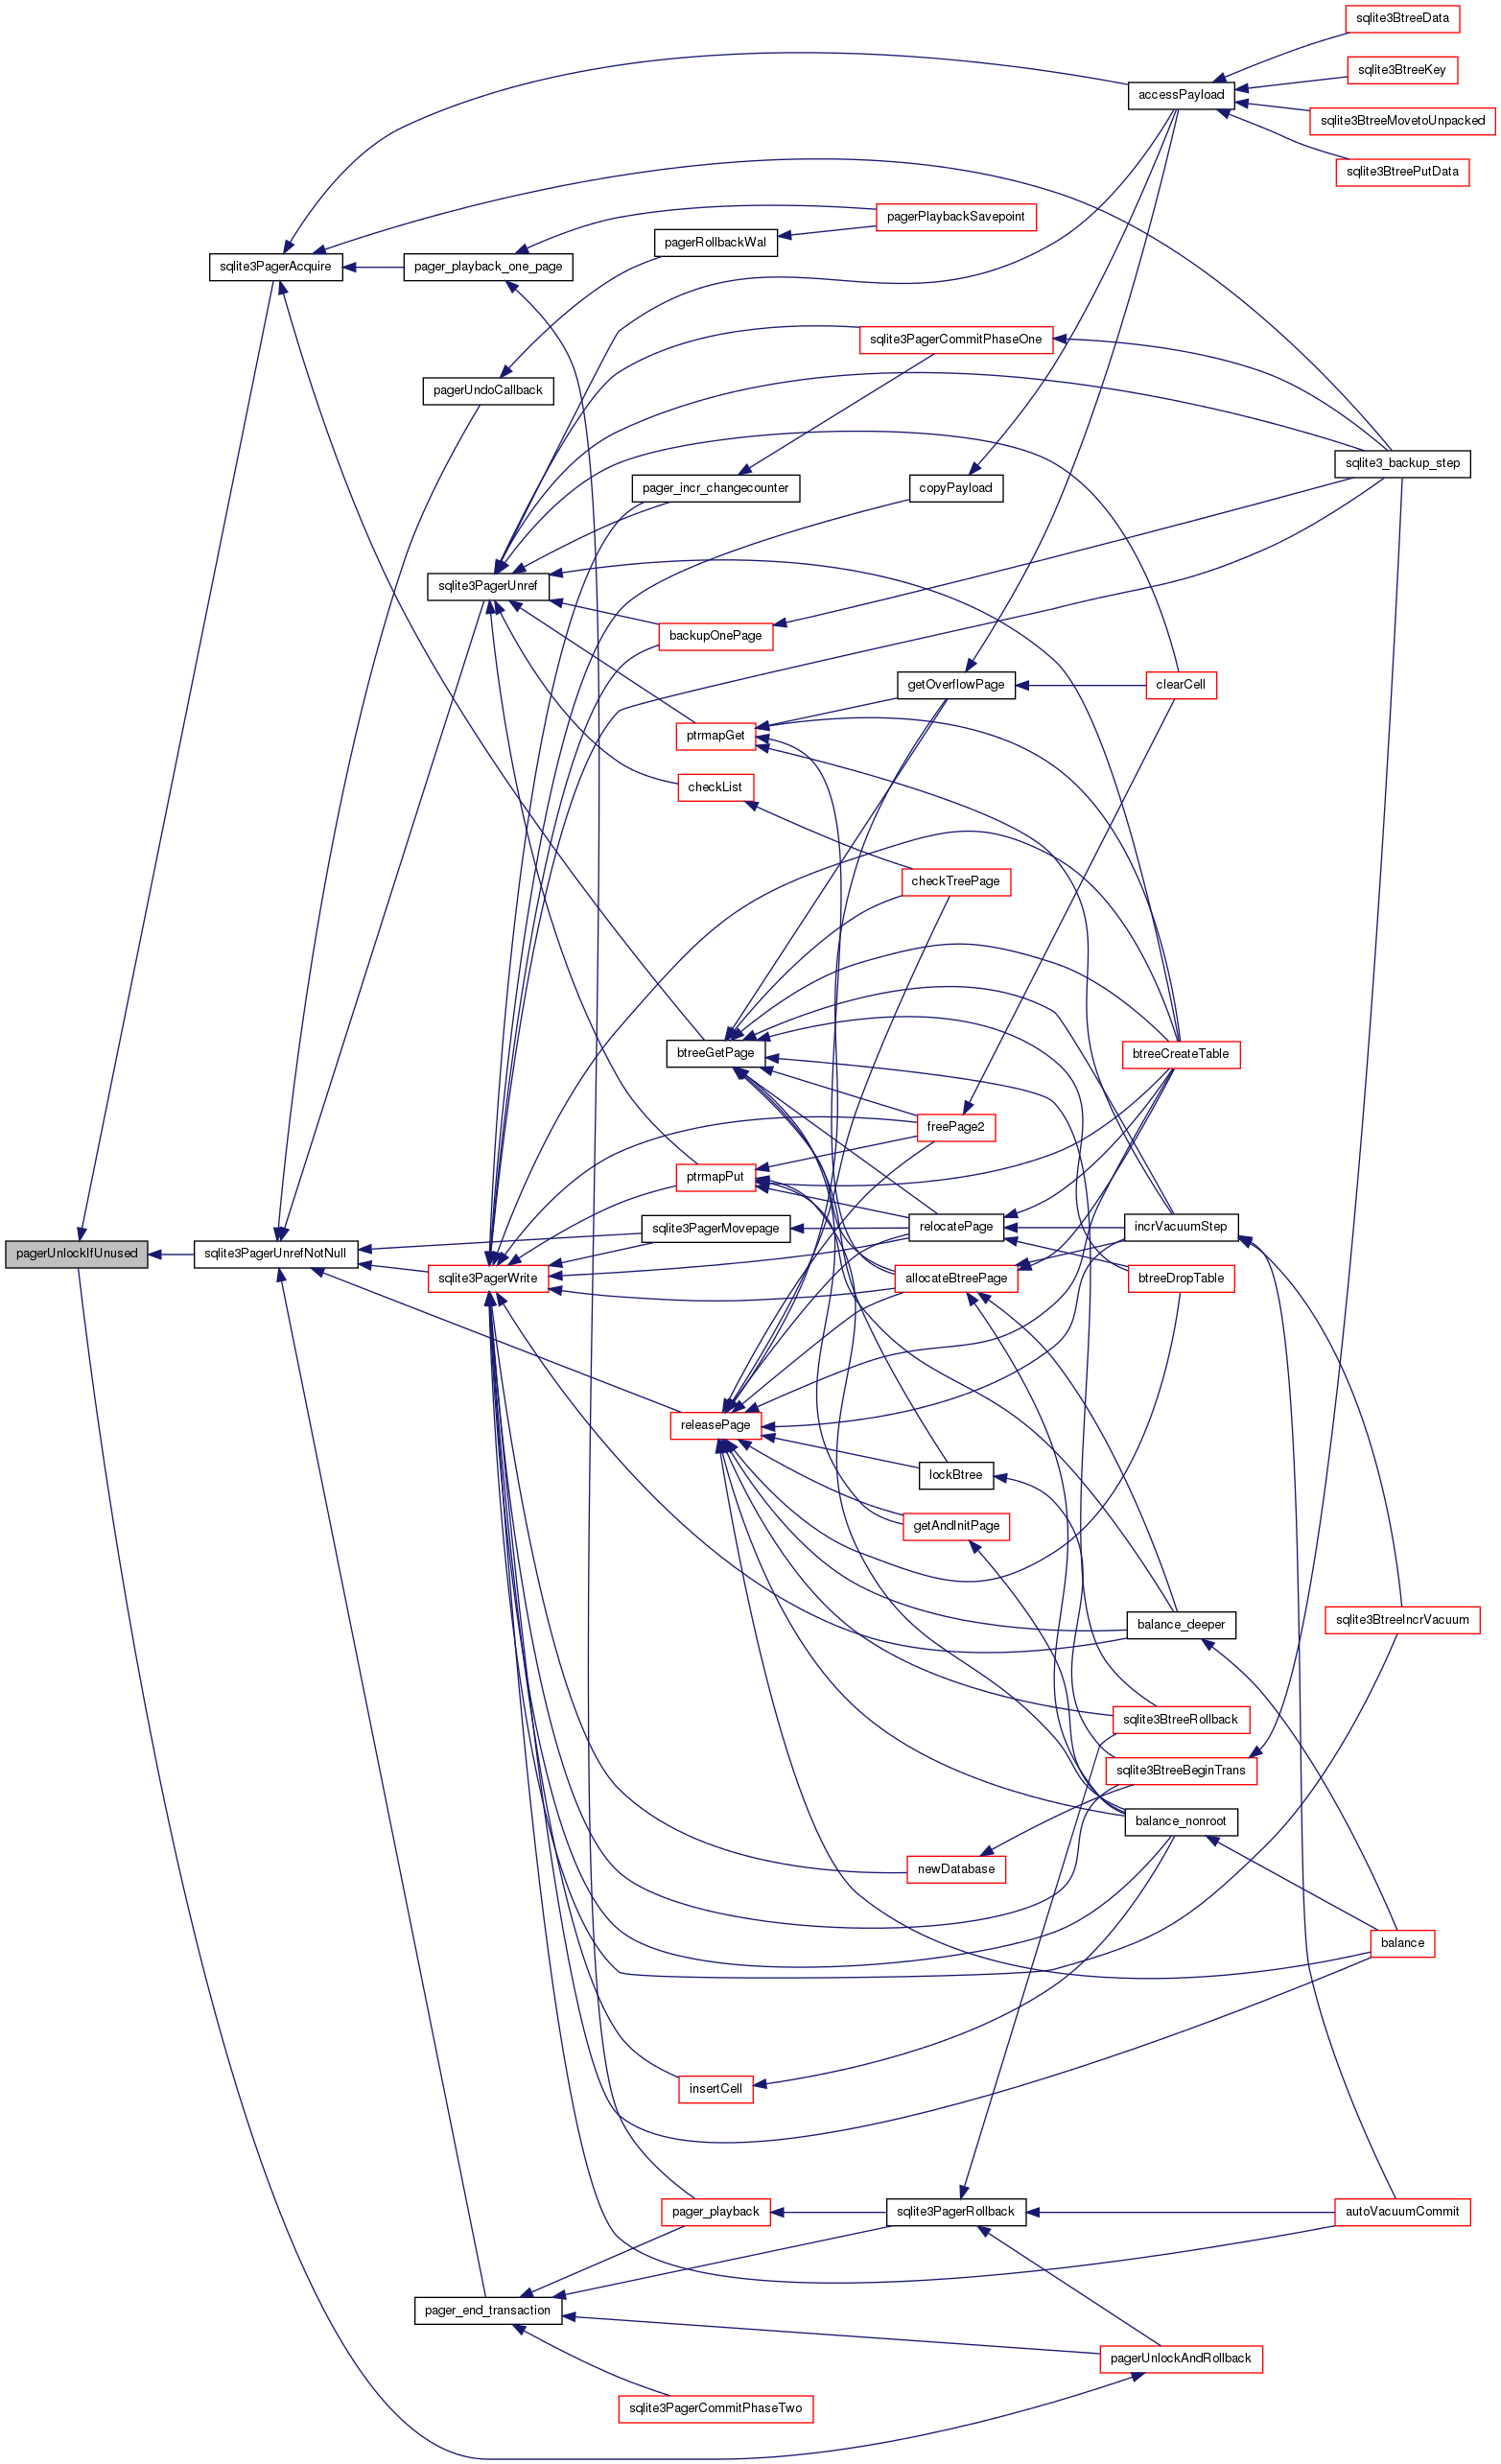 sqlite3BtreeData
sqlite3BtreeKey
accessPayload
sqlite3BtreeMovetoUnpacked
sqlite3BtreePutData
pagerPlaybackSavepoint
pagerRollbackWal
sqlite3PagerAcquire
pager_playback_one_page
sqlite3PagerCommitPhaseOne
pagerUndoCallback
sqlite3_backup_step
pager_incr_changecounter
copyPayload
sqlite3PagerUnref
backupOnePage
getOverflowPage
clearCell
ptrmapGet
checkList
checkTreePage
btreeGetPage
btreeCreateTable
freePage2
ptrmapPut
sqlite3PagerMovepage
relocatePage
incrVacuumStep
pagerUnlockIfUnused
sqlite3PagerUnrefNotNull
sqlite3PagerWrite
allocateBtreePage
btreeDropTable
releasePage
lockBtree
getAndInitPage
balance_deeper
sqlite3BtreeIncrVacuum
sqlite3BtreeRollback
sqlite3BtreeBeginTrans
balance_nonroot
newDatabase
balance
insertCell
pager_playback
sqlite3PagerRollback
autoVacuumCommit
pager_end_transaction
pagerUnlockAndRollback
sqlite3PagerCommitPhaseTwo